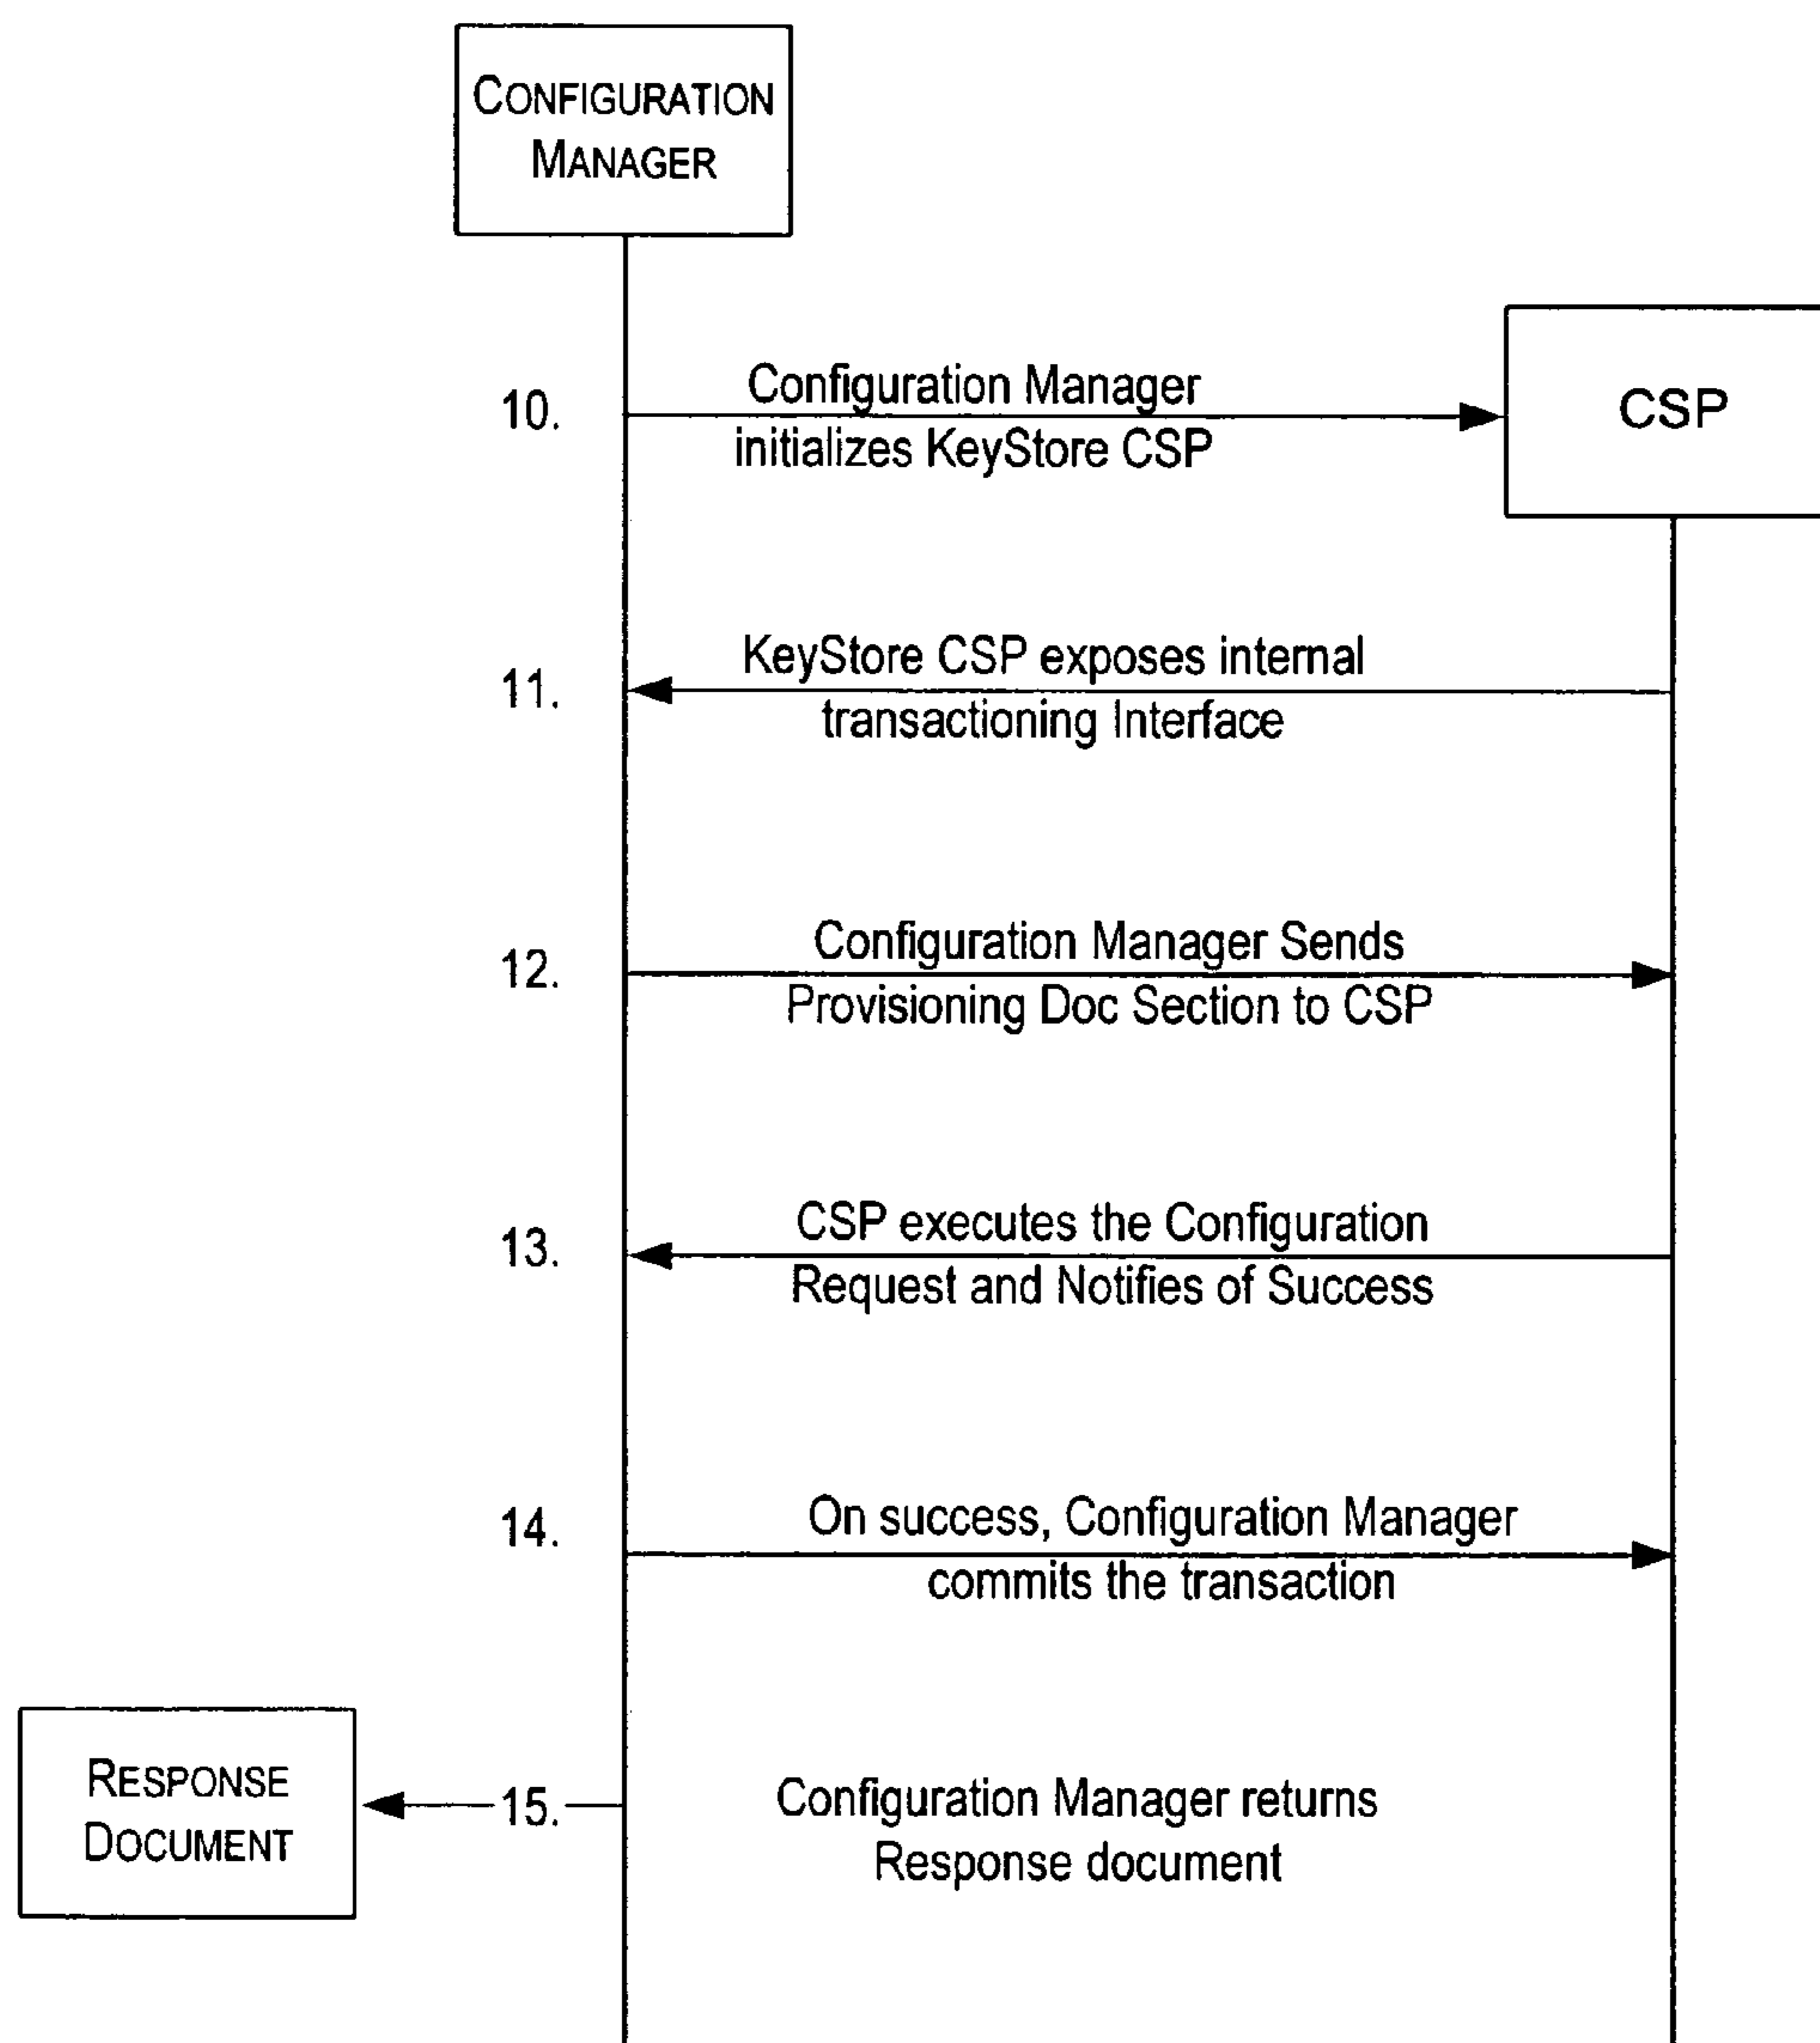 CONFIGURATION
MANAGER
10.
Configuration Manager
initializes KeyStore CSP
CSP
11.
KeyStore CSP exposes internal
transactioning Interface
12.
Configuration Manager Sends
Provisioning Doc Section to CSP
13.
CSP executes the Configuration
Request and Notifies of Success
14.
On success, Configuration Manager
commits the transaction
RESPONSE
DOCUMENT
15.
Configuration Manager returns
Response document